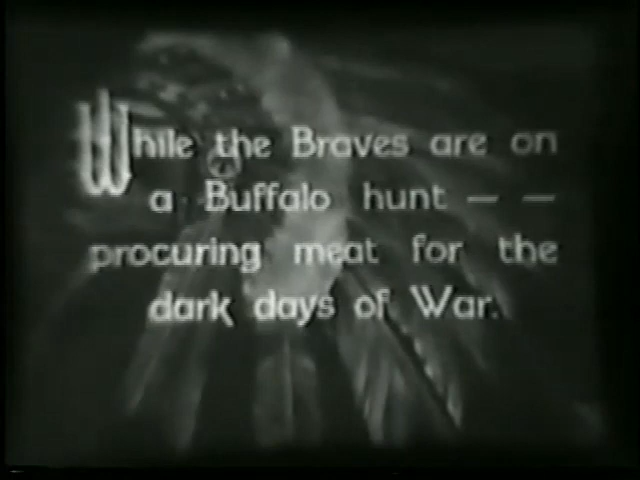 While the Braves are on
a Buffalo hunt — —
procuring meat for the
dark days of War.